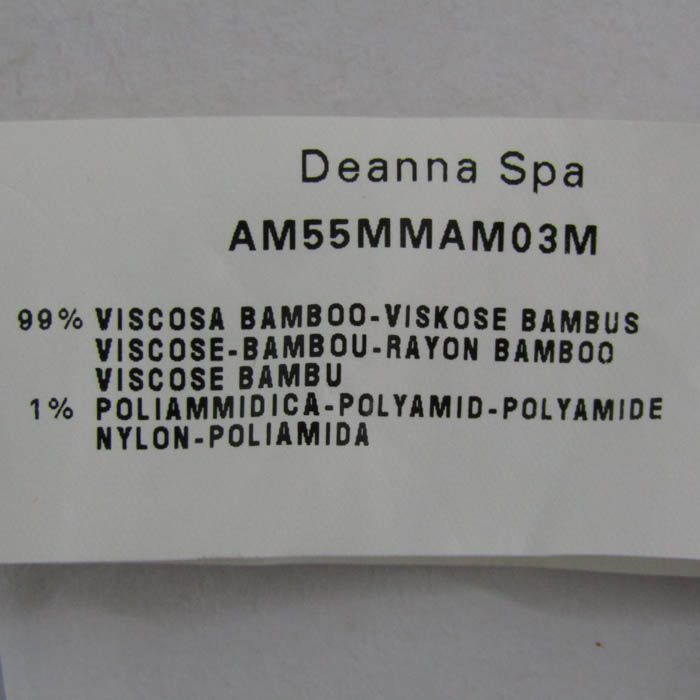 Deanna Spa
AM55MMAM03M
99% VISCOSA BAMBOO-VISKOSE BAMBUS
VISCOSE-BAMBOU-RAYON BAMBOO
VISCOSE BAMBU
1% POLIAMMIDICA-POLYAMID-POLYAMIDE
NYLON-POLIAMIDA